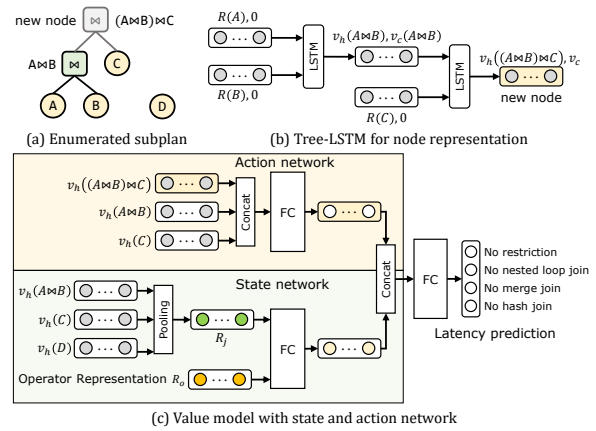 new node ⋈ (A⋈B)⋈C
A⋈B ⋈ C
A B D
(a) Enumerated subplan
R(A), 0
R(B), 0
LSTM
v_h(A⋈B), v_c(A⋈B)
R(C), 0
LSTM
v_h((A⋈B)⋈C), v_c
new node
(b) Tree-LSTM for node representation
Action network
v_h((A⋈B)⋈C)
v_h(A⋈B)
v_h(C)
Concat
FC
State network
v_h(A⋈B)
v_h(C)
v_h(D)
Pooling
R_j
Operator Representation R_o
FC
Concat
FC
No restriction
No nested loop join
No merge join
No hash join
Latency prediction
(c) Value model with state and action network